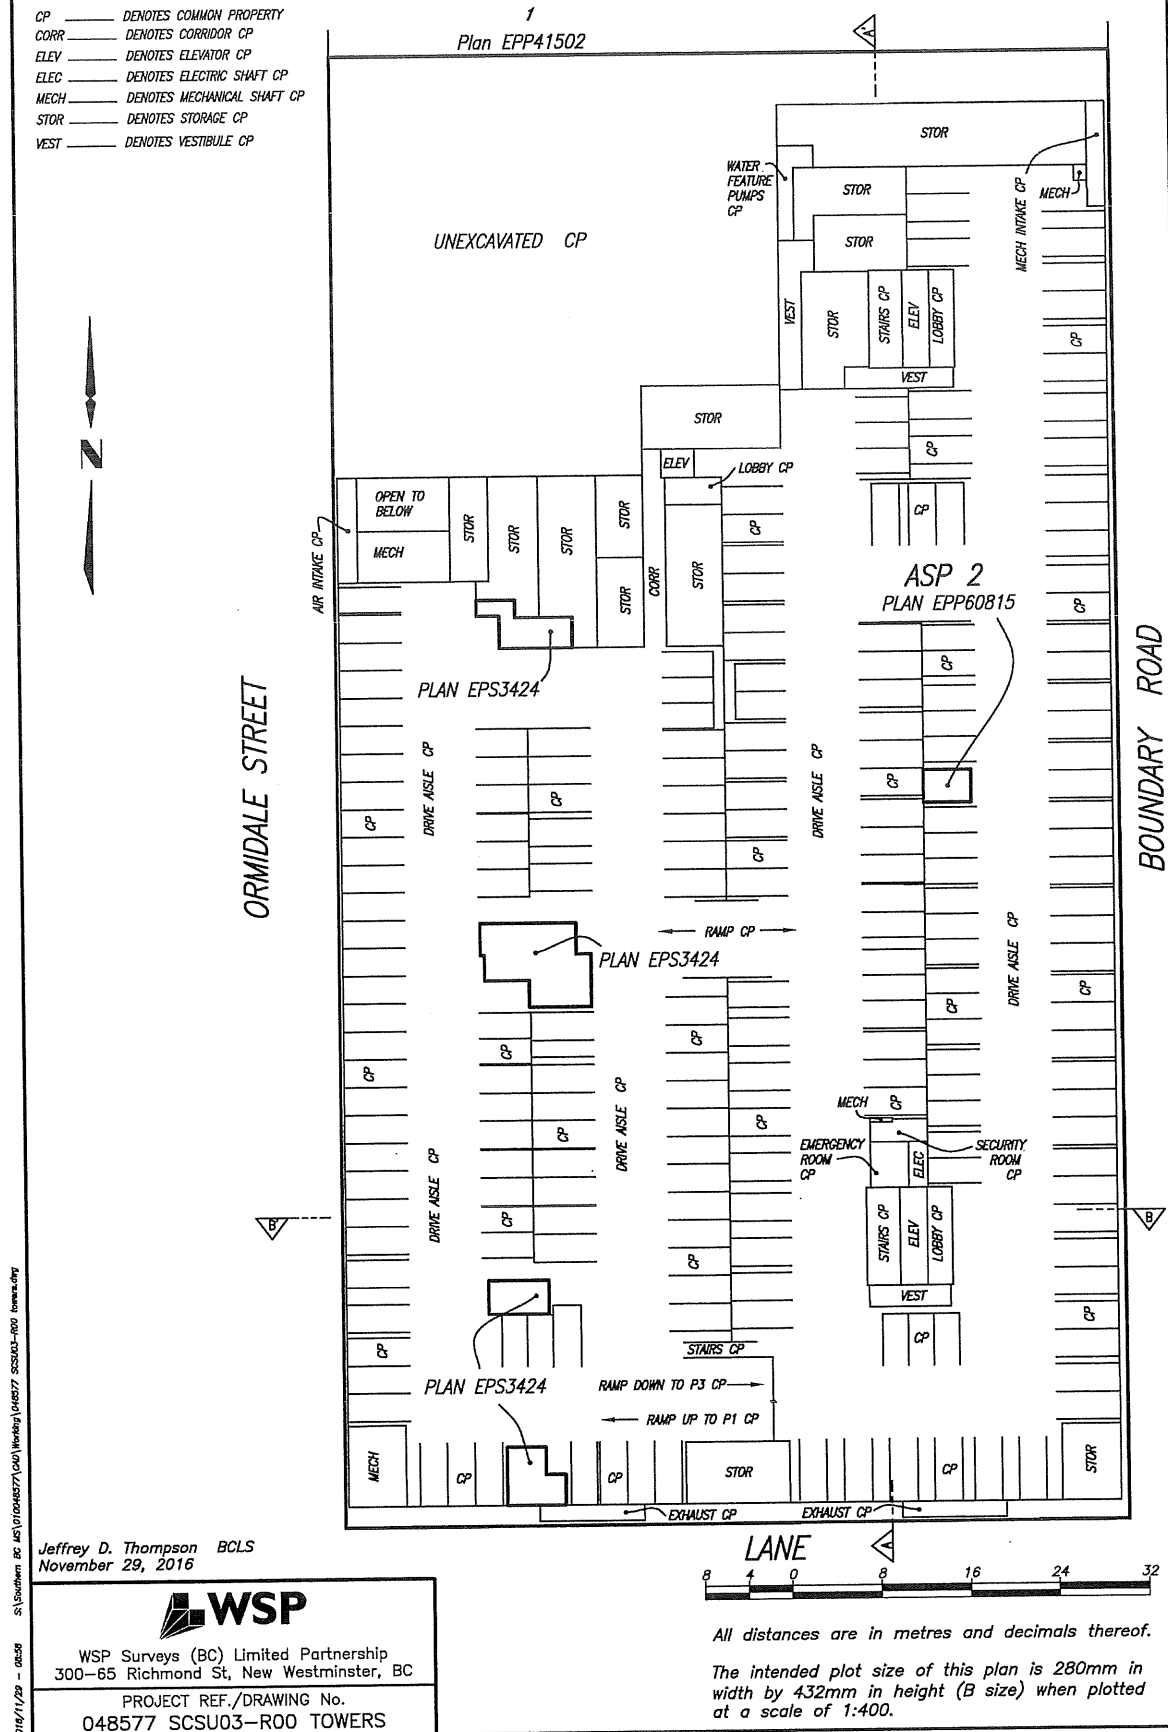 CP ______ DENOTES COMMON PROPERTY
CORR ______ DENOTES CORRIDOR CP
ELEV ______ DENOTES ELEVATOR CP
ELEC ______ DENOTES ELECTRIC SHAFT CP
MECH ______ DENOTES MECHANICAL SHAFT CP
STOR ______ DENOTES STORAGE CP
VEST ______ DENOTES VESTIBULE CP
1
Plan EPP41502
A'
STOR
WATER
FEATURE
PUMPS
CP
STOR
MECH INTAKE CP
MECH
UNEXCAVATED CP
STOR
VEST
STOR
STAIRS CP
ELEV
LOBBY CP
CP
VEST
N
STOR
CP
ELEV
LOBBY CP
AIR INTAKE CP
OPEN TO
BELOW
MECH
STOR
STOR
STOR
STOR
STOR
CORR
STOR
CP
CP
ASP 2
PLAN EPP60815
CP
CP
PLAN EPS3424
ORMIDALE STREET
BOUNDARY ROAD
DRIVE AISLE CP
CP
CP
DRIVE AISLE CP
CP
CP
RAMP CP
PLAN EPS3424
DRIVE AISLE CP
CP
CP
CP
CP
CP
CP
DRIVE AISLE CP
MECH
CP
CP
CP
EMERGENCY
ROOM
CP
ELEC
SECURITY
ROOM
CP
DRIVE AISLE CP
CP
B'
STAIRS CP
ELEV
LOBBY CP
B
CP
VEST
CP
CP
CP
STAIRS CP
PLAN EPS3424
RAMP DOWN TO P3 CP
RAMP UP TO P1 CP
MECH
CP
CP
STOR
CP
STOR
EXHAUST CP
EXHAUST CP
LANE
A
8 4 0 8 16 24 32
Jeffrey D. Thompson BCLS
November 29, 2016
WSP
WSP Surveys (BC) Limited Partnership
300-65 Richmond St, New Westminster, BC
PROJECT REF./DRAWING No.
048577 SCSU03-R00 TOWERS
All distances are in metres and decimals thereof.
The intended plot size of this plan is 280mm in
width by 432mm in height (B size) when plotted
at a scale of 1:400.